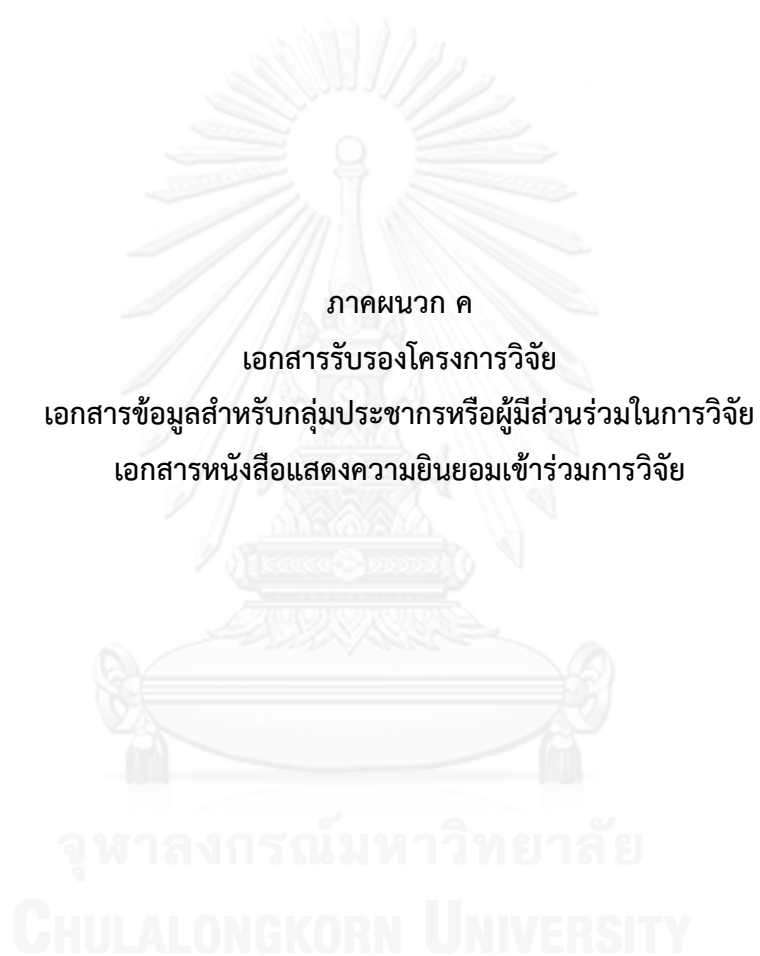 ภาคผนวก ค
เอกสารรับรองโครงการวิจัย
เอกสารข้อมูลสำหรับกลุ่มประชากรหรือผู้มีส่วนร่วมในการวิจัย
เอกสารหนังสือแสดงความยินยอมเข้าร่วมการวิจัย
จุฬาลงกรณ์มหาวิทยาลัย
CHULALONGKORN UNIVERSITY